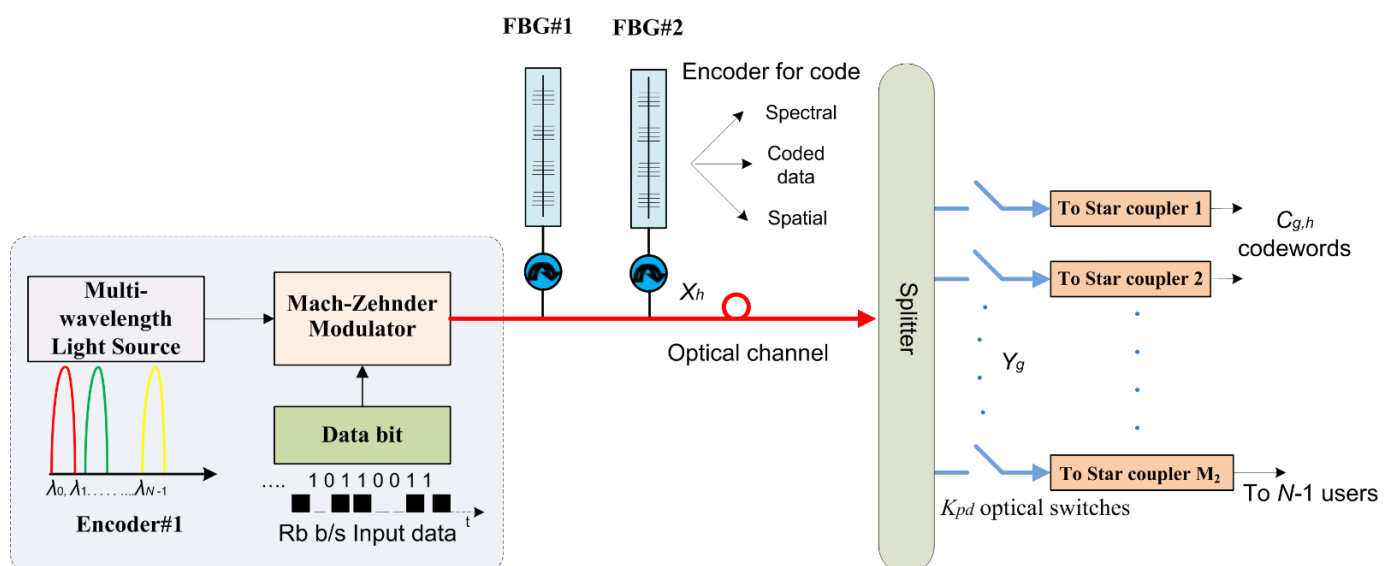 FBG#1
FBG#2
Encoder for code
Spectral
Coded
data
Spatial
Multi-
wavelength
Light Source
Mach-Zehnder
Modulator
Data bit
.... 1 0 1 1 0 0 1 1
t
Rb b/s Input data
λ0, λ1. . . . . ....λN-1
Encoder#1
Xh
Optical channel
Splitter
To Star coupler 1
To Star coupler 2
To Star coupler M2
Cg,h
codewords
Yg
Kpd optical switches
To N-1 users